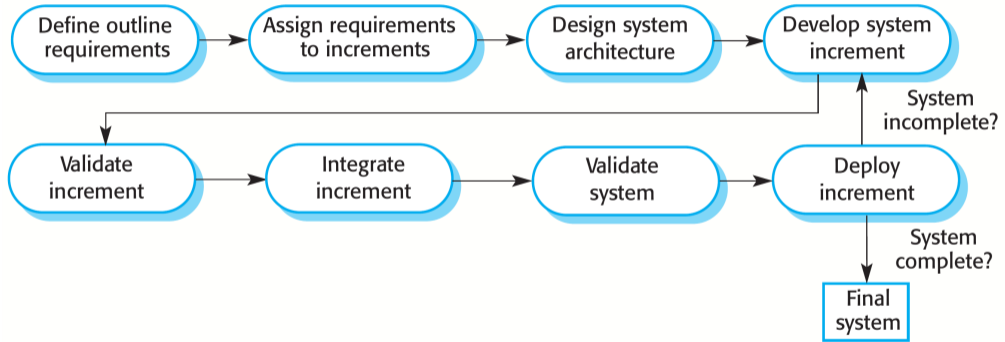 Define outline
requirements
Assign requirements
to increments
Design system
architecture
Develop system
increment
System
incomplete?
Validate
increment
Integrate
increment
Validate
system
Deploy
increment
System
complete?
Final
system